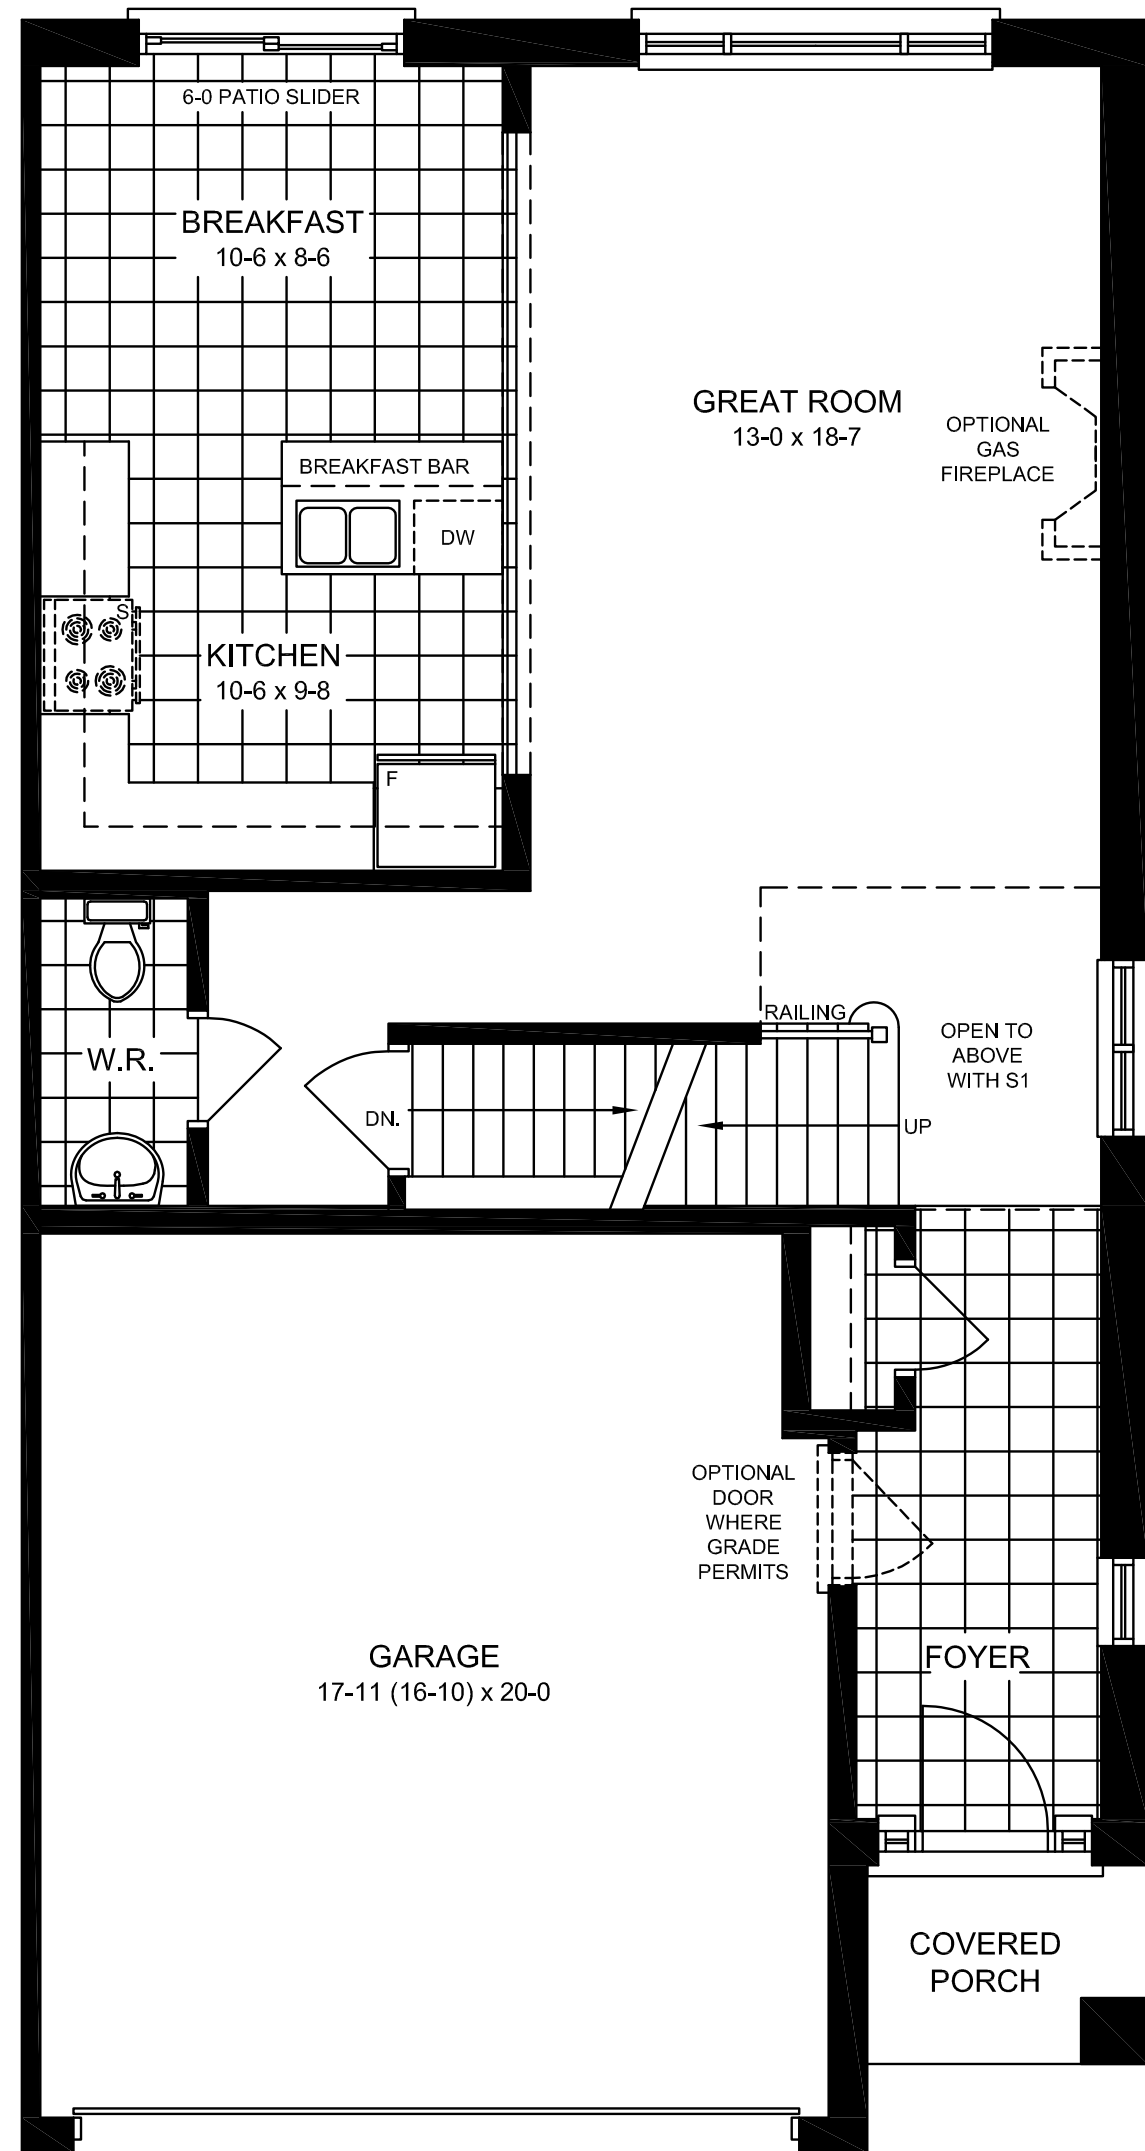 6-0 PATIO SLIDER
BREAKFAST
10-6 x 8-6
GREAT ROOM
13-0 x 18-7
OPTIONAL
GAS
FIREPLACE
BREAKFAST BAR
DW
S
KITCHEN
10-6 x 9-8
F
RAILING
W.R.
DN.
UP
OPEN TO
ABOVE
WITH S1
OPTIONAL
DOOR
WHERE
GRADE
PERMITS
GARAGE
17-11 (16-10) x 20-0
FOYER
COVERED
PORCH